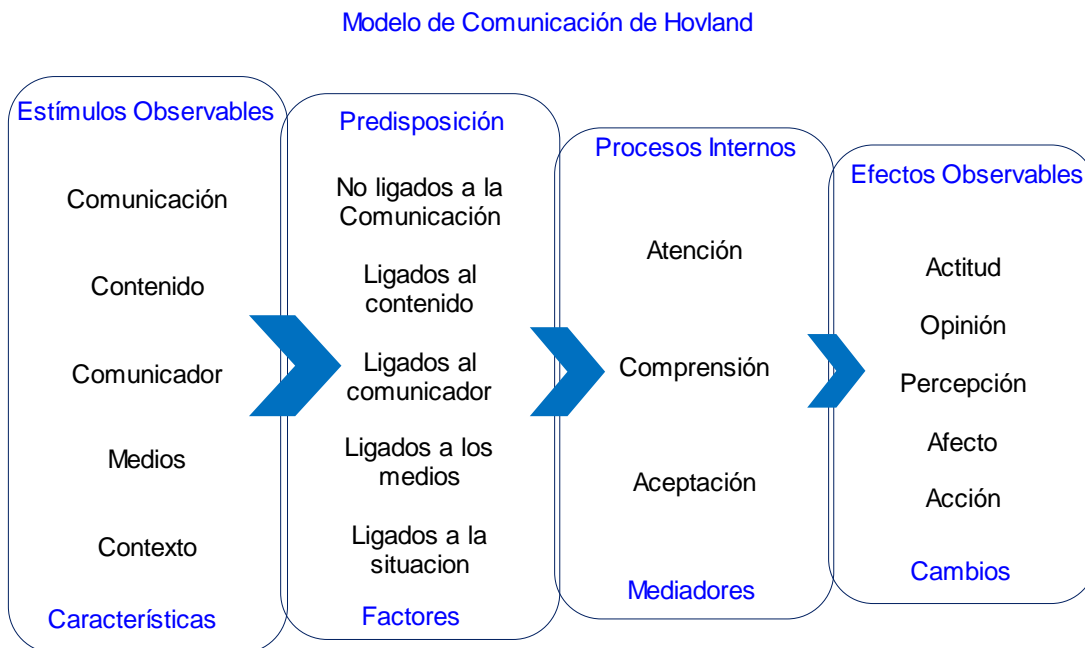 Modelo de Comunicación de Hovland
Estímulos Observables
Comunicación
Contenido
Comunicador
Medios
Contexto
Características
Predisposición
No ligados a la
Comunicación
Ligados al
contenido
Ligados al
comunicador
Ligados a los
medios
Ligados a la
situacion
Factores
Procesos Internos
Atención
Comprensión
Aceptación
Mediadores
Efectos Observables
Actitud
Opinión
Percepción
Afecto
Acción
Cambios